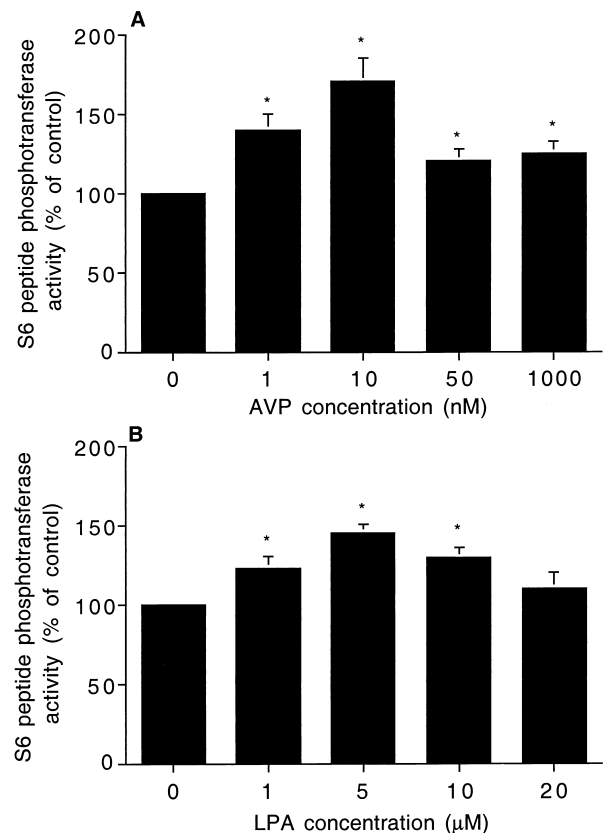 A
S6 peptide phosphotransferase
activity (% of control)
200
150
100
50
0
*
*
*
*
0 1 10 50 1000
AVP concentration (nM)
B
S6 peptide phosphotransferase
activity (% of control)
200
150
100
50
0
*
*
*
0 1 5 10 20
LPA concentration (µM)